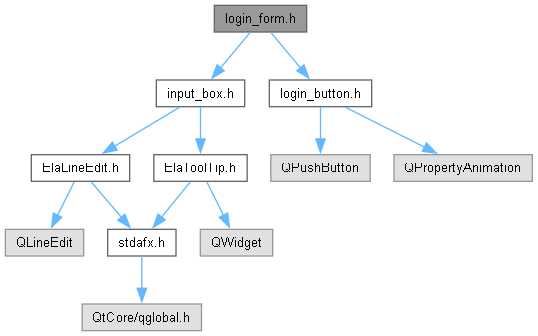 login_form.h
input_box.h
login_button.h
ElaLineEdit.h
ElaToolTip.h
QPushButton
QPropertyAnimation
QLineEdit
stdafx.h
QWidget
QtCore/qglobal.h